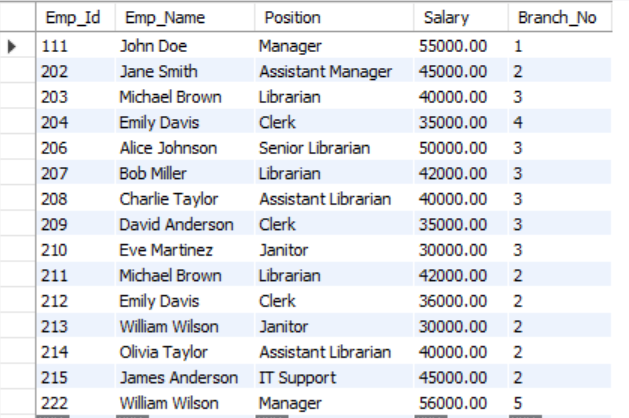 Emp_Id Emp_Name Position Salary Branch_No
111 John Doe Manager 55000.00 1
202 Jane Smith Assistant Manager 45000.00 2
203 Michael Brown Librarian 40000.00 3
204 Emily Davis Clerk 35000.00 4
206 Alice Johnson Senior Librarian 50000.00 3
207 Bob Miller Librarian 42000.00 3
208 Charlie Taylor Assistant Librarian 40000.00 3
209 David Anderson Clerk 35000.00 3
210 Eve Martinez Janitor 30000.00 3
211 Michael Brown Librarian 42000.00 2
212 Emily Davis Clerk 36000.00 2
213 William Wilson Janitor 30000.00 2
214 Olivia Taylor Assistant Librarian 40000.00 2
215 James Anderson IT Support 45000.00 2
222 William Wilson Manager 56000.00 5